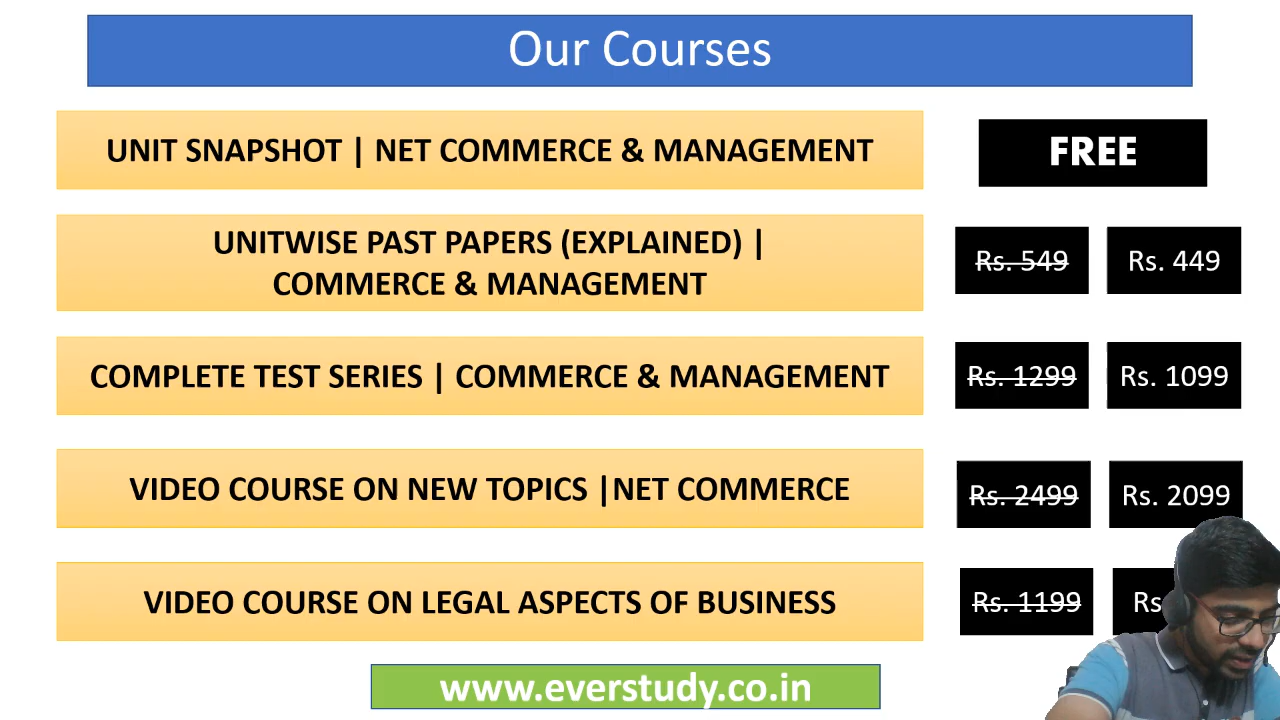 Our Courses
UNIT SNAPSHOT | NET COMMERCE & MANAGEMENT
FREE
UNITWISE PAST PAPERS (EXPLAINED) |
COMMERCE & MANAGEMENT
Rs. 549
Rs. 449
COMPLETE TEST SERIES | COMMERCE & MANAGEMENT
Rs. 1299
Rs. 1099
VIDEO COURSE ON NEW TOPICS |NET COMMERCE
Rs. 2499
Rs. 2099
VIDEO COURSE ON LEGAL ASPECTS OF BUSINESS
Rs. 1199
Rs
www.everstudy.co.in